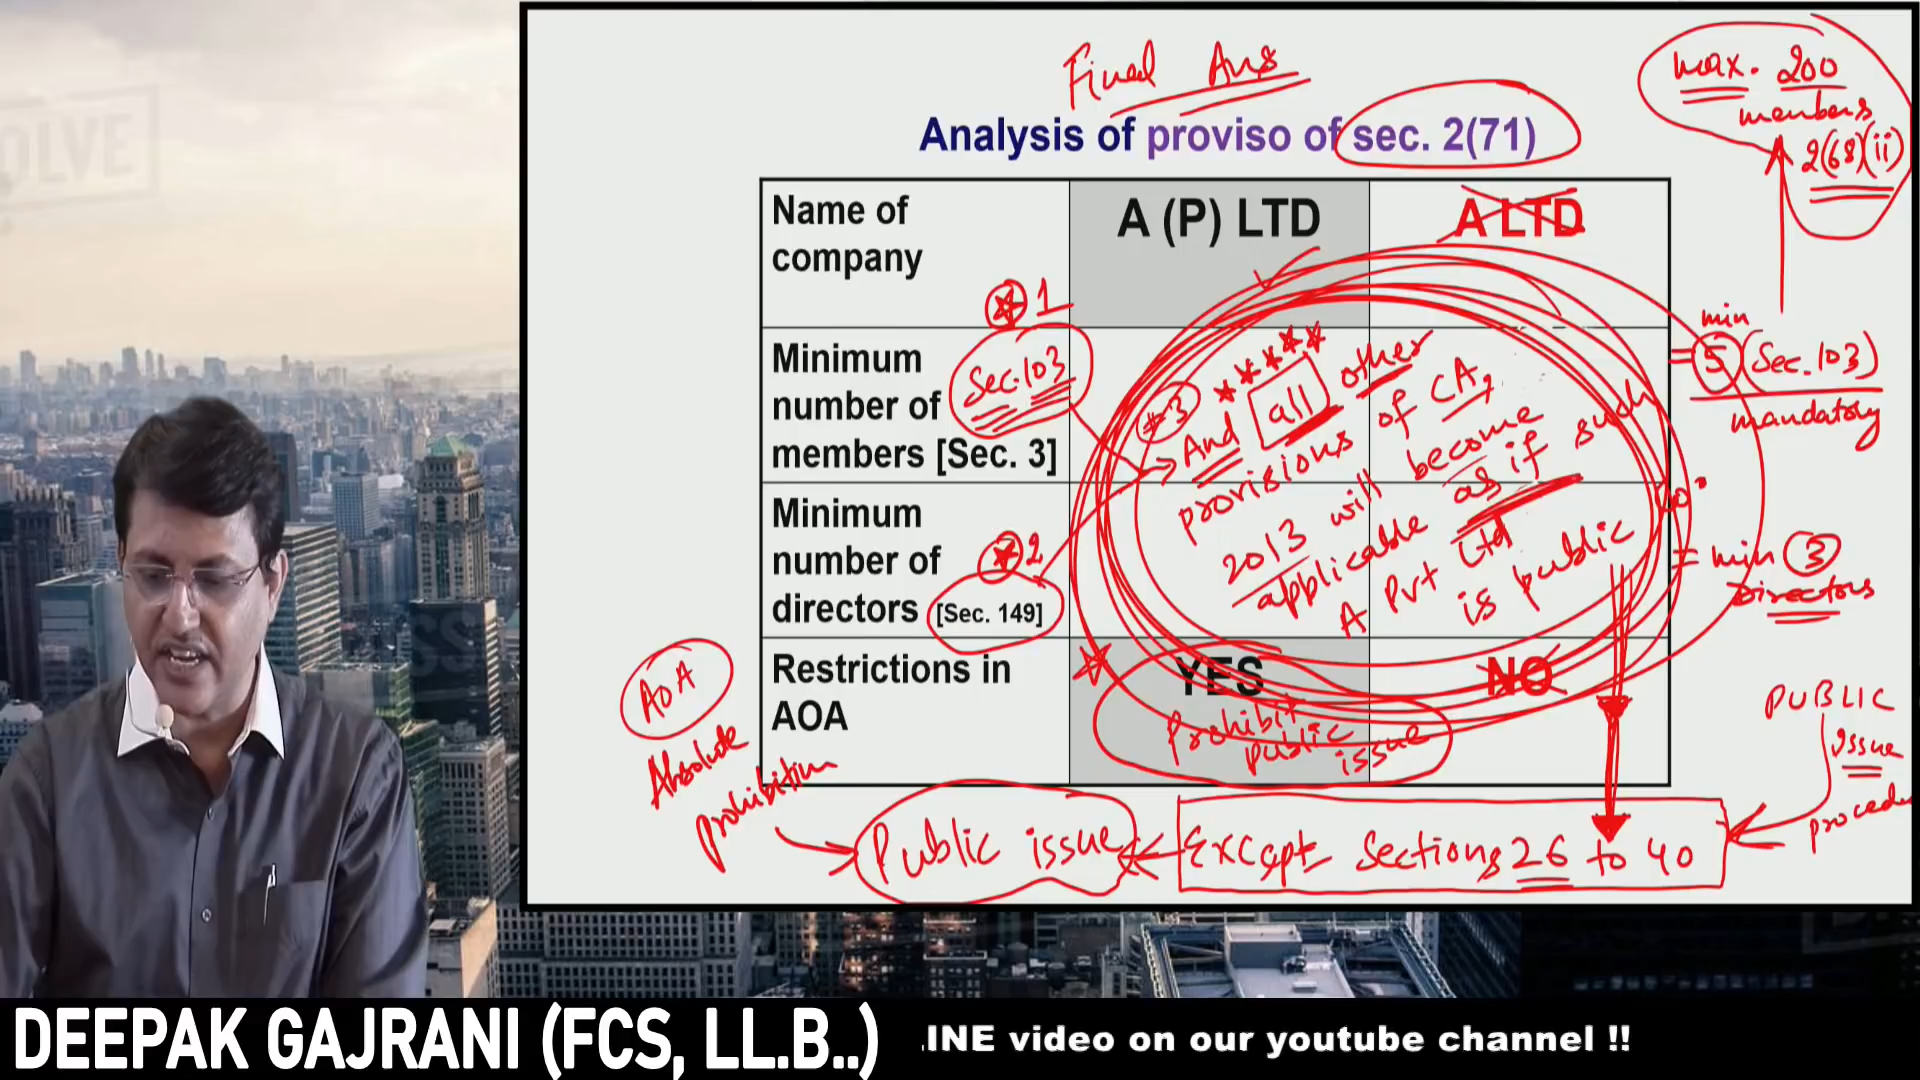 OLVE
Final Ans
Analysis of proviso of sec. 2(71)
max. 200
members
2(68)(ii)
Name of
company
A (P) LTD
A LTD
1
Minimum
number of
members [Sec. 3]
Sec. 103
min
= 5 (Sec. 103)
mandatory
*3
And all other
provisions of CA,
2013 will become
applicable as if such
A Pvt Ltd
is public
Minimum
number of
directors [Sec. 149]
2
= min 3
Directors
Restrictions in
AOA
YES
NO
Prohibit
public
issue
AOA
Absolute
prohibition
PUBLIC
issue
Public issue
Except Sections 26 to 40
DEEPAK GAJRANI (FCS, LL.B..)
INE video on our youtube channel !!